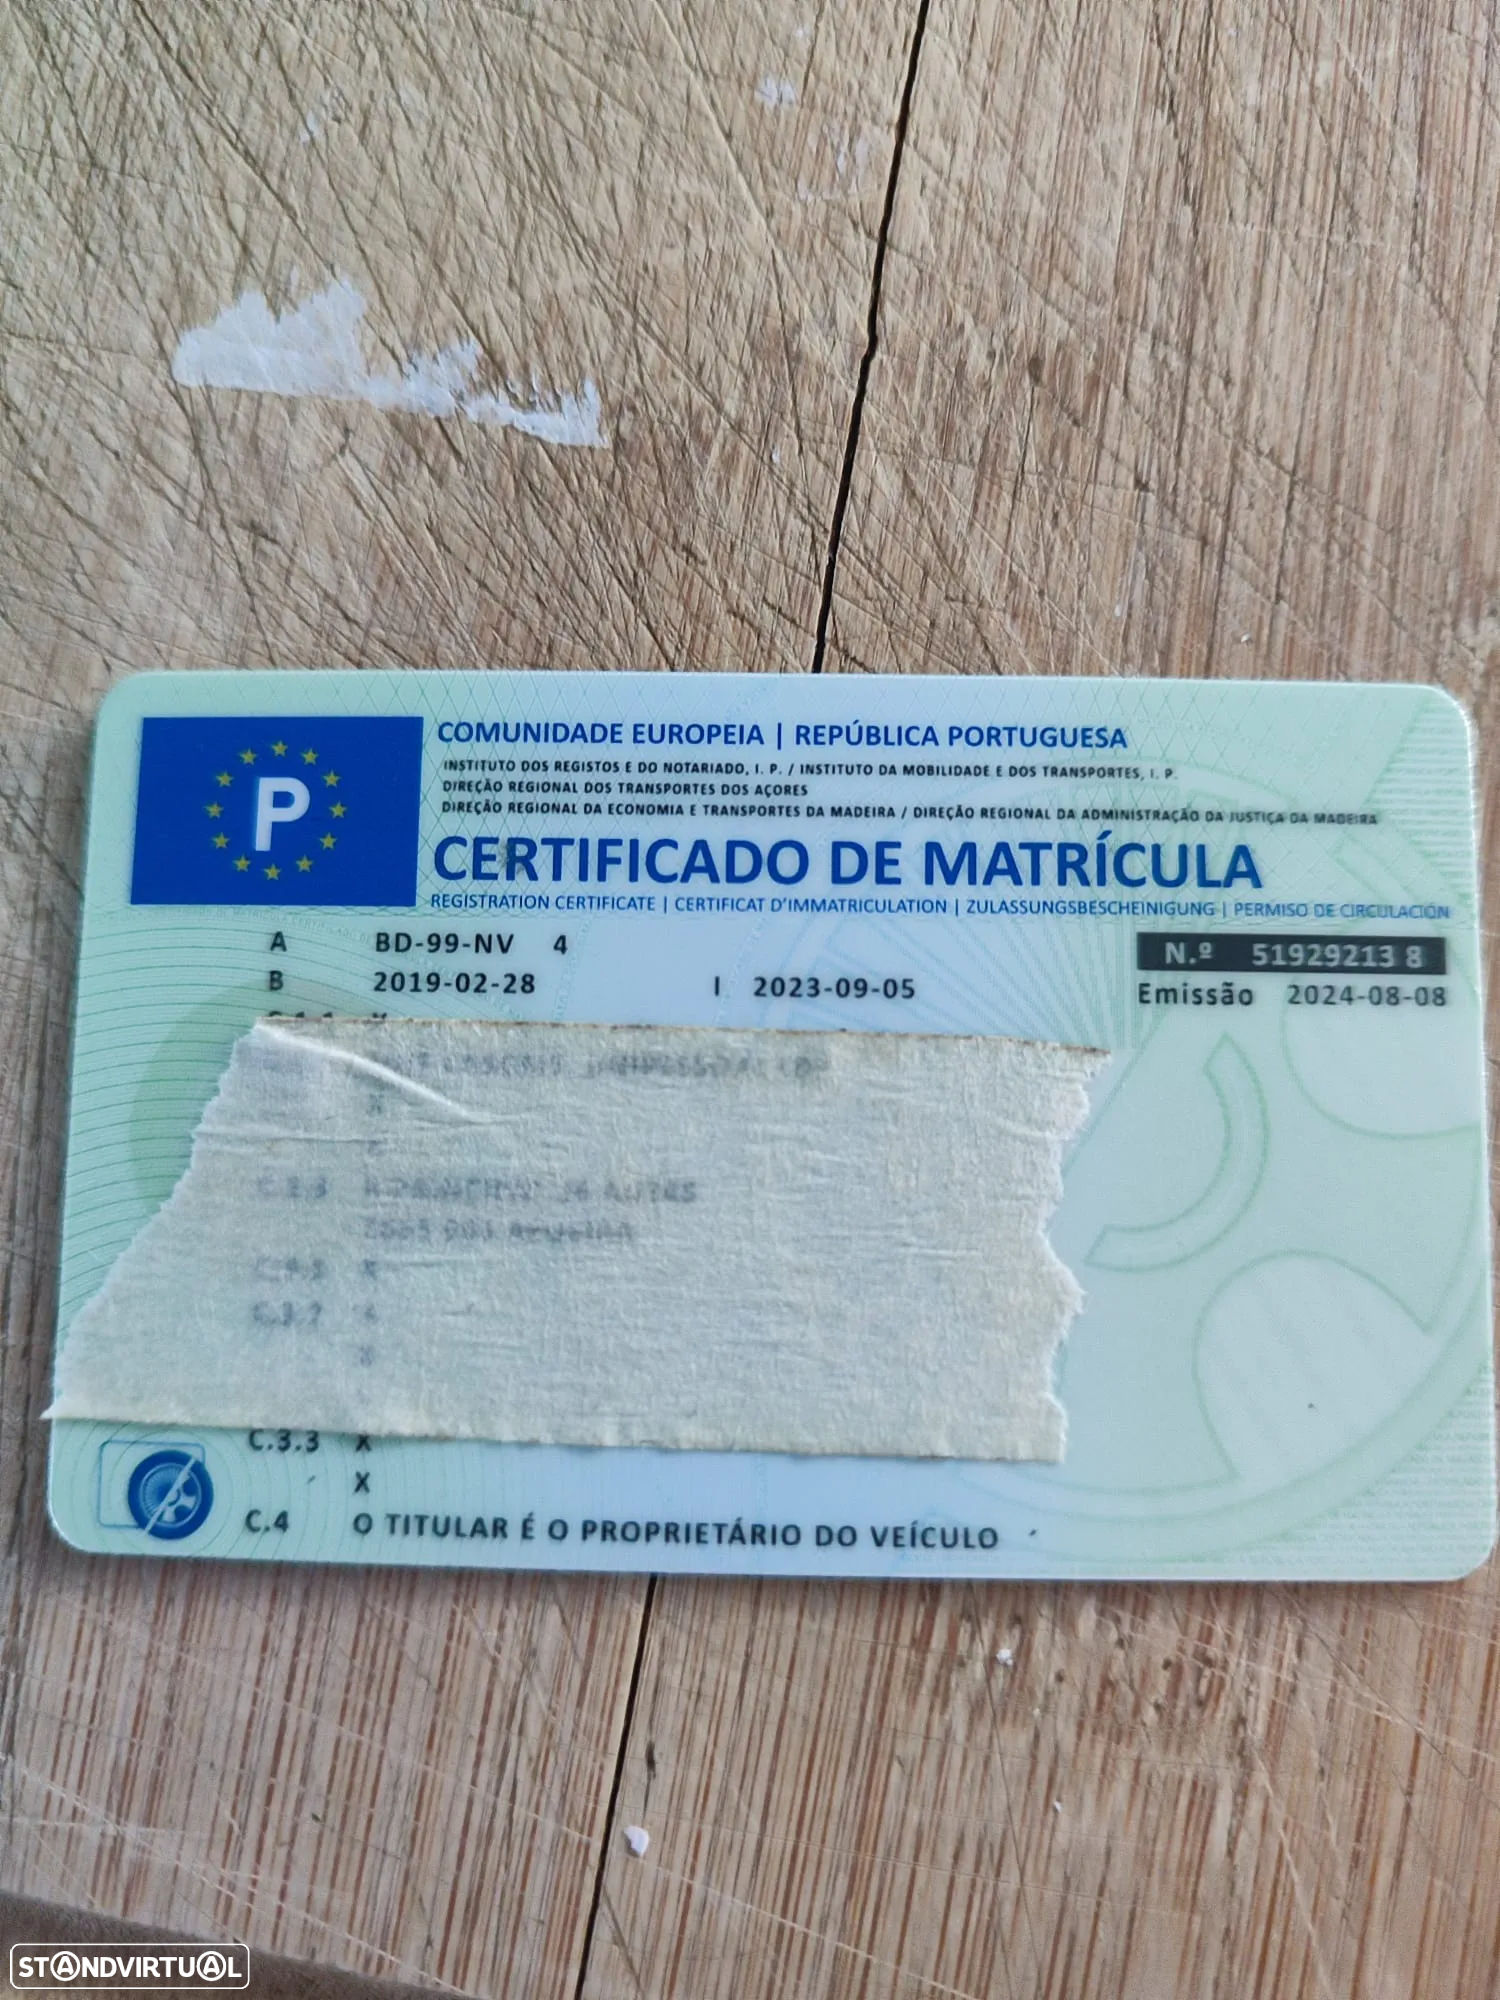 P
COMUNIDADE EUROPEIA | REPÚBLICA PORTUGUESA
INSTITUTO DOS REGISTOS E DO NOTARIADO, I. P. / INSTITUTO DA MOBILIDADE E DOS TRANSPORTES, I. P.
DIREÇÃO REGIONAL DOS TRANSPORTES DOS AÇORES
DIREÇÃO REGIONAL DA ECONOMIA E TRANSPORTES DA MADEIRA / DIREÇÃO REGIONAL DA ADMINISTRAÇÃO DA JUSTIÇA DA MADEIRA
CERTIFICADO DE MATRÍCULA
REGISTRATION CERTIFICATE | CERTIFICAT D'IMMATRICULATION | ZULASSUNGSBESCHEINIGUNG | PERMISO DE CIRCULACIÓN
A BD-99-NV 4 N.º 51929213 8
B 2019-02-28 I 2023-09-05 Emissão 2024-08-08
C.3.3 X
X
C.4 O TITULAR É O PROPRIETÁRIO DO VEÍCULO
STANDVIRTUAL